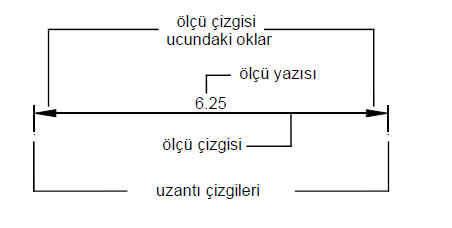 ölçü çizgisi
ucundaki oklar
ölçü yazısı
6.25
ölçü çizgisi
uzantı çizgileri